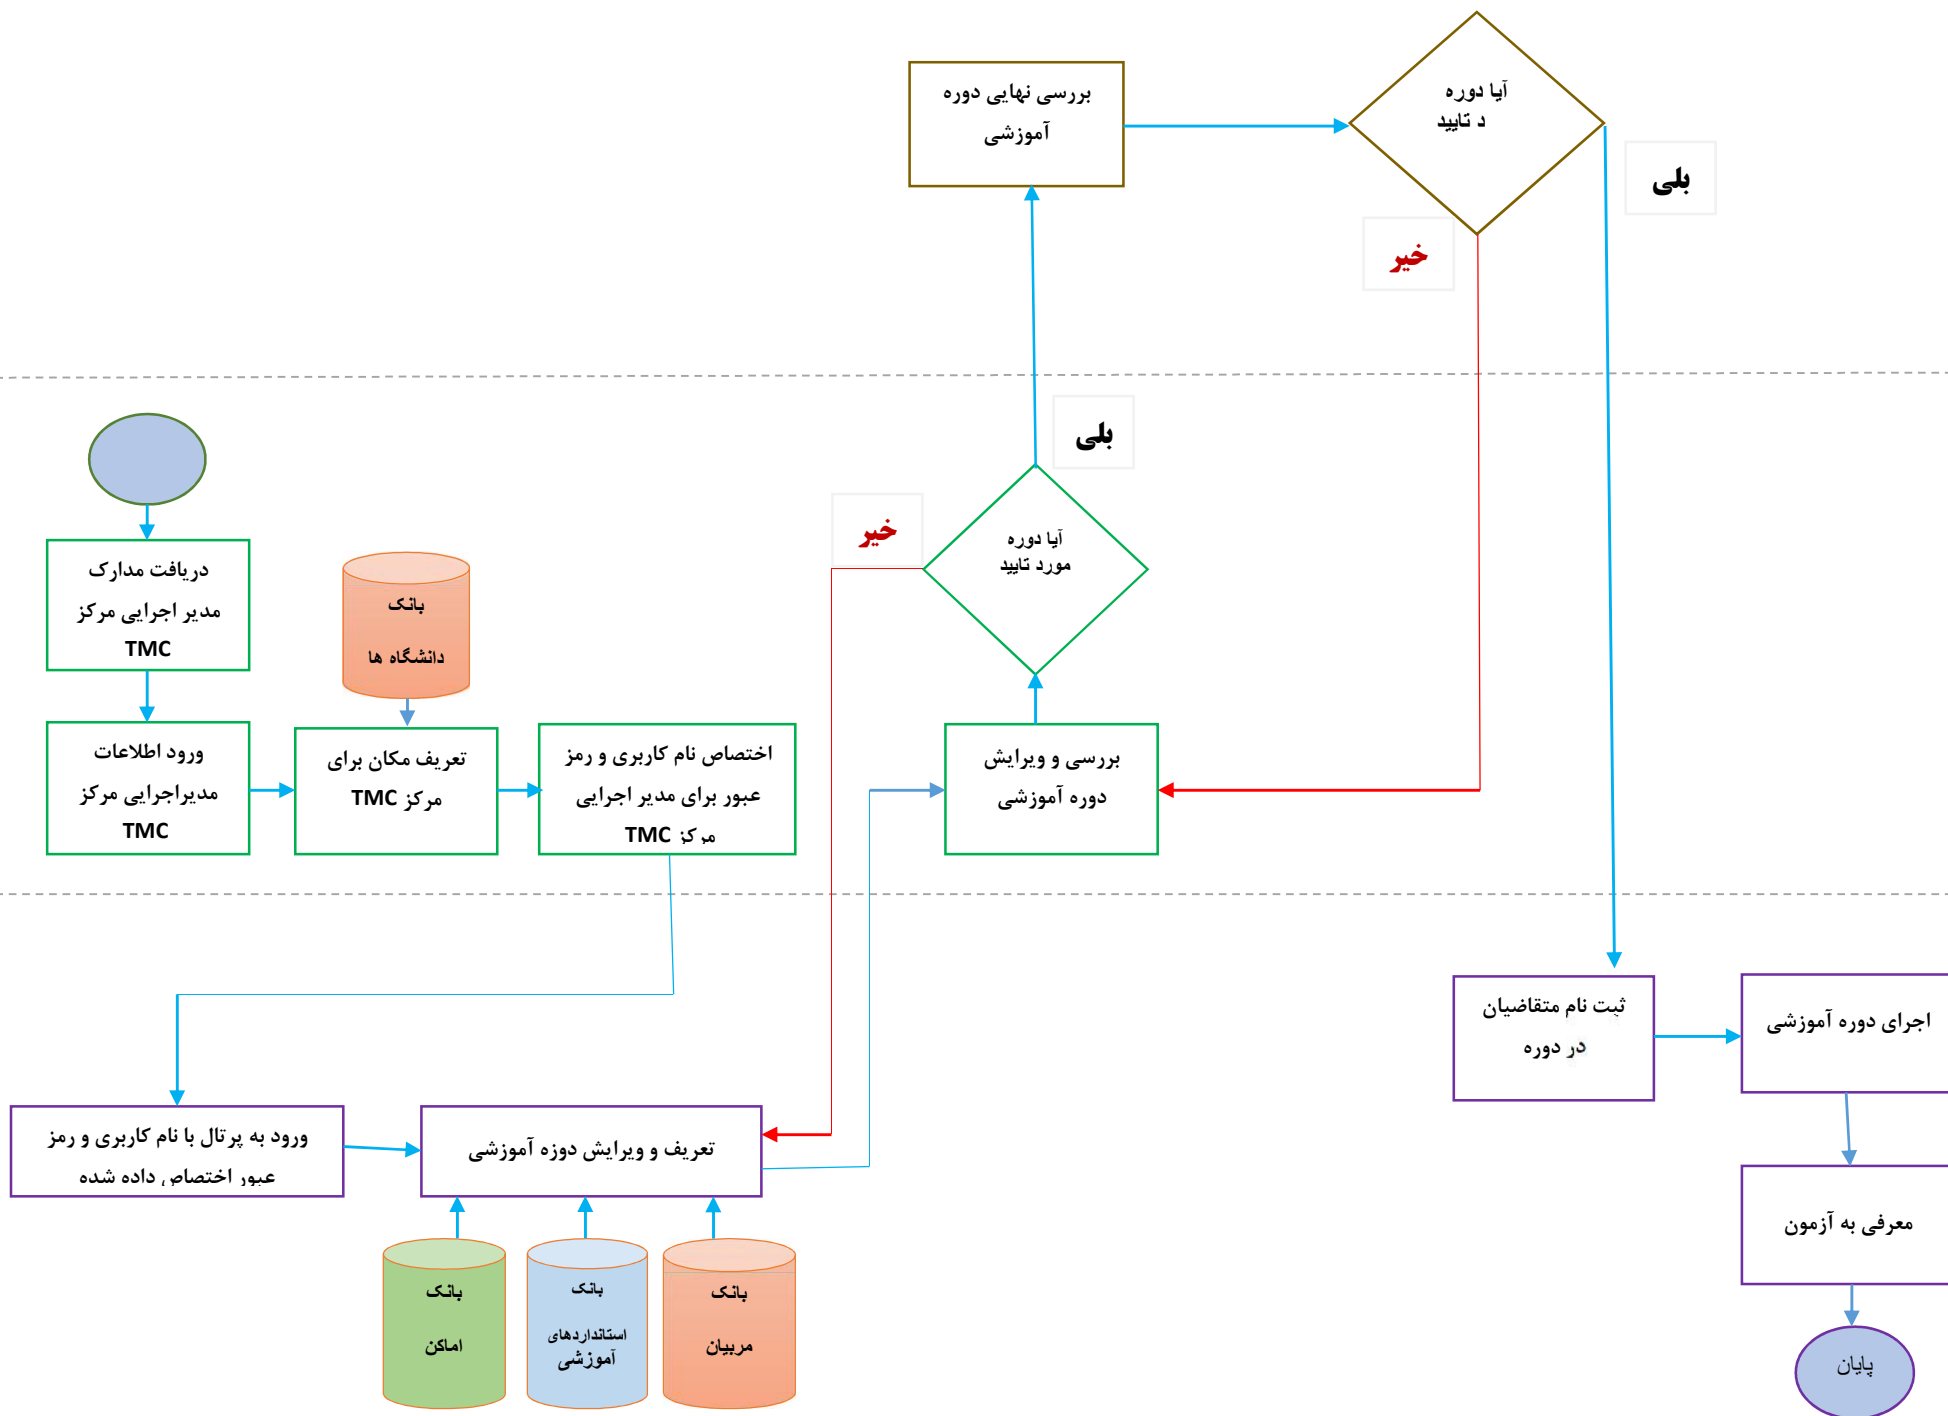 بررسی نهایی دوره
آموزشی
آیا دوره
د تایید
بلی
خیر
بلی
خیر
آیا دوره
مورد تایید
دریافت مدارک
مدیر اجرایی مرکز
TMC
بانک
دانشگاه ها
ورود اطلاعات
مدیراجرایی مرکز
TMC
تعریف مکان برای
مرکز TMC
اختصاص نام کاربری و رمز
عبور برای مدیر اجرایی
مرکز TMC
بررسی و ویرایش
دوره آموزشی
ثبت نام متقاضیان
در دوره
اجرای دوره آموزشی
ورود به پرتال با نام کاربری و رمز
عبور اختصاص داده شده
تعریف و ویرایش دوزه آموزشی
معرفی به آزمون
بانک
اماکن
بانک
استانداردهای
آموزشی
بانک
مربیان
پایان